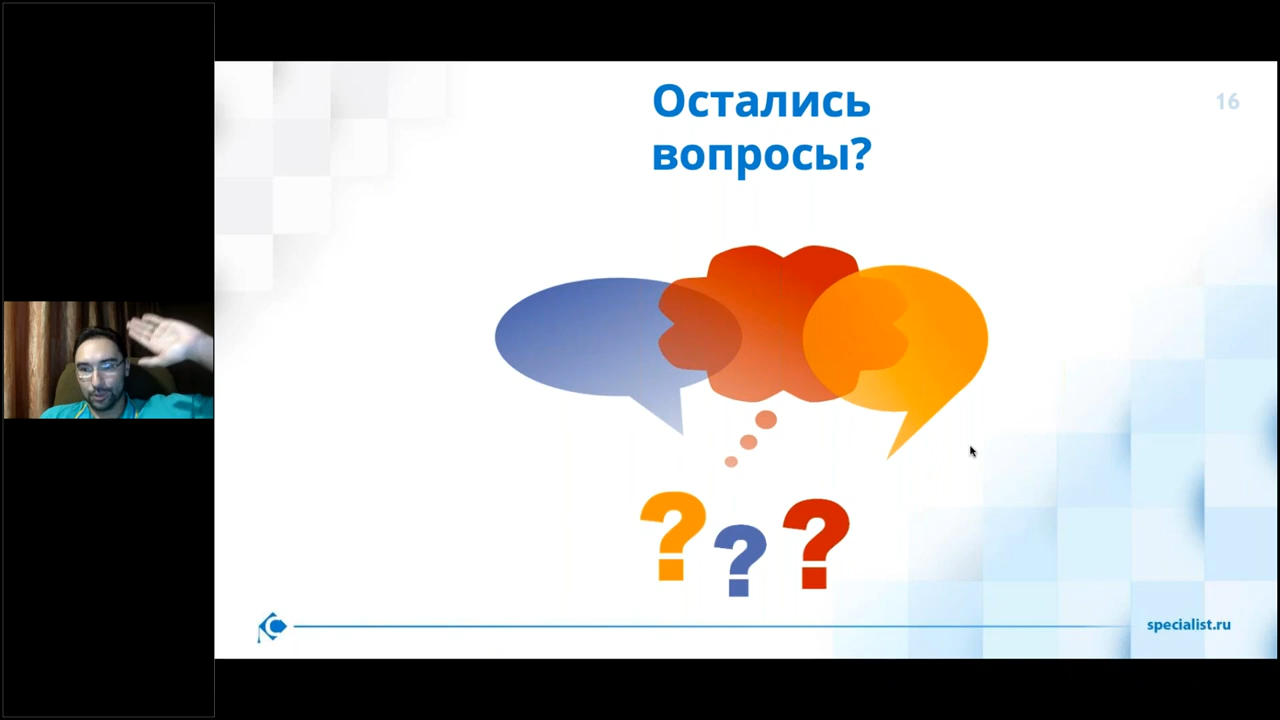 Остались
вопросы?
16
? ? ?
specialist.ru